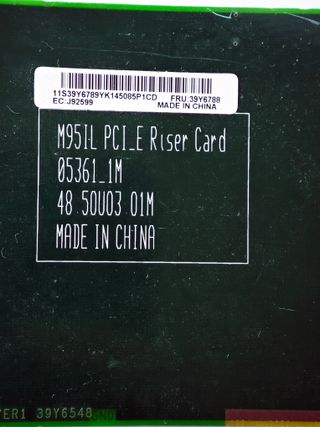 11S39Y6789YK145085P1CD
EC:J92599 FRU:39Y6788
MADE IN CHINA
M95IL PCI_E Riser Card
05361_1M
48.50U03.01M
MADE IN CHINA
YER1 39Y6548